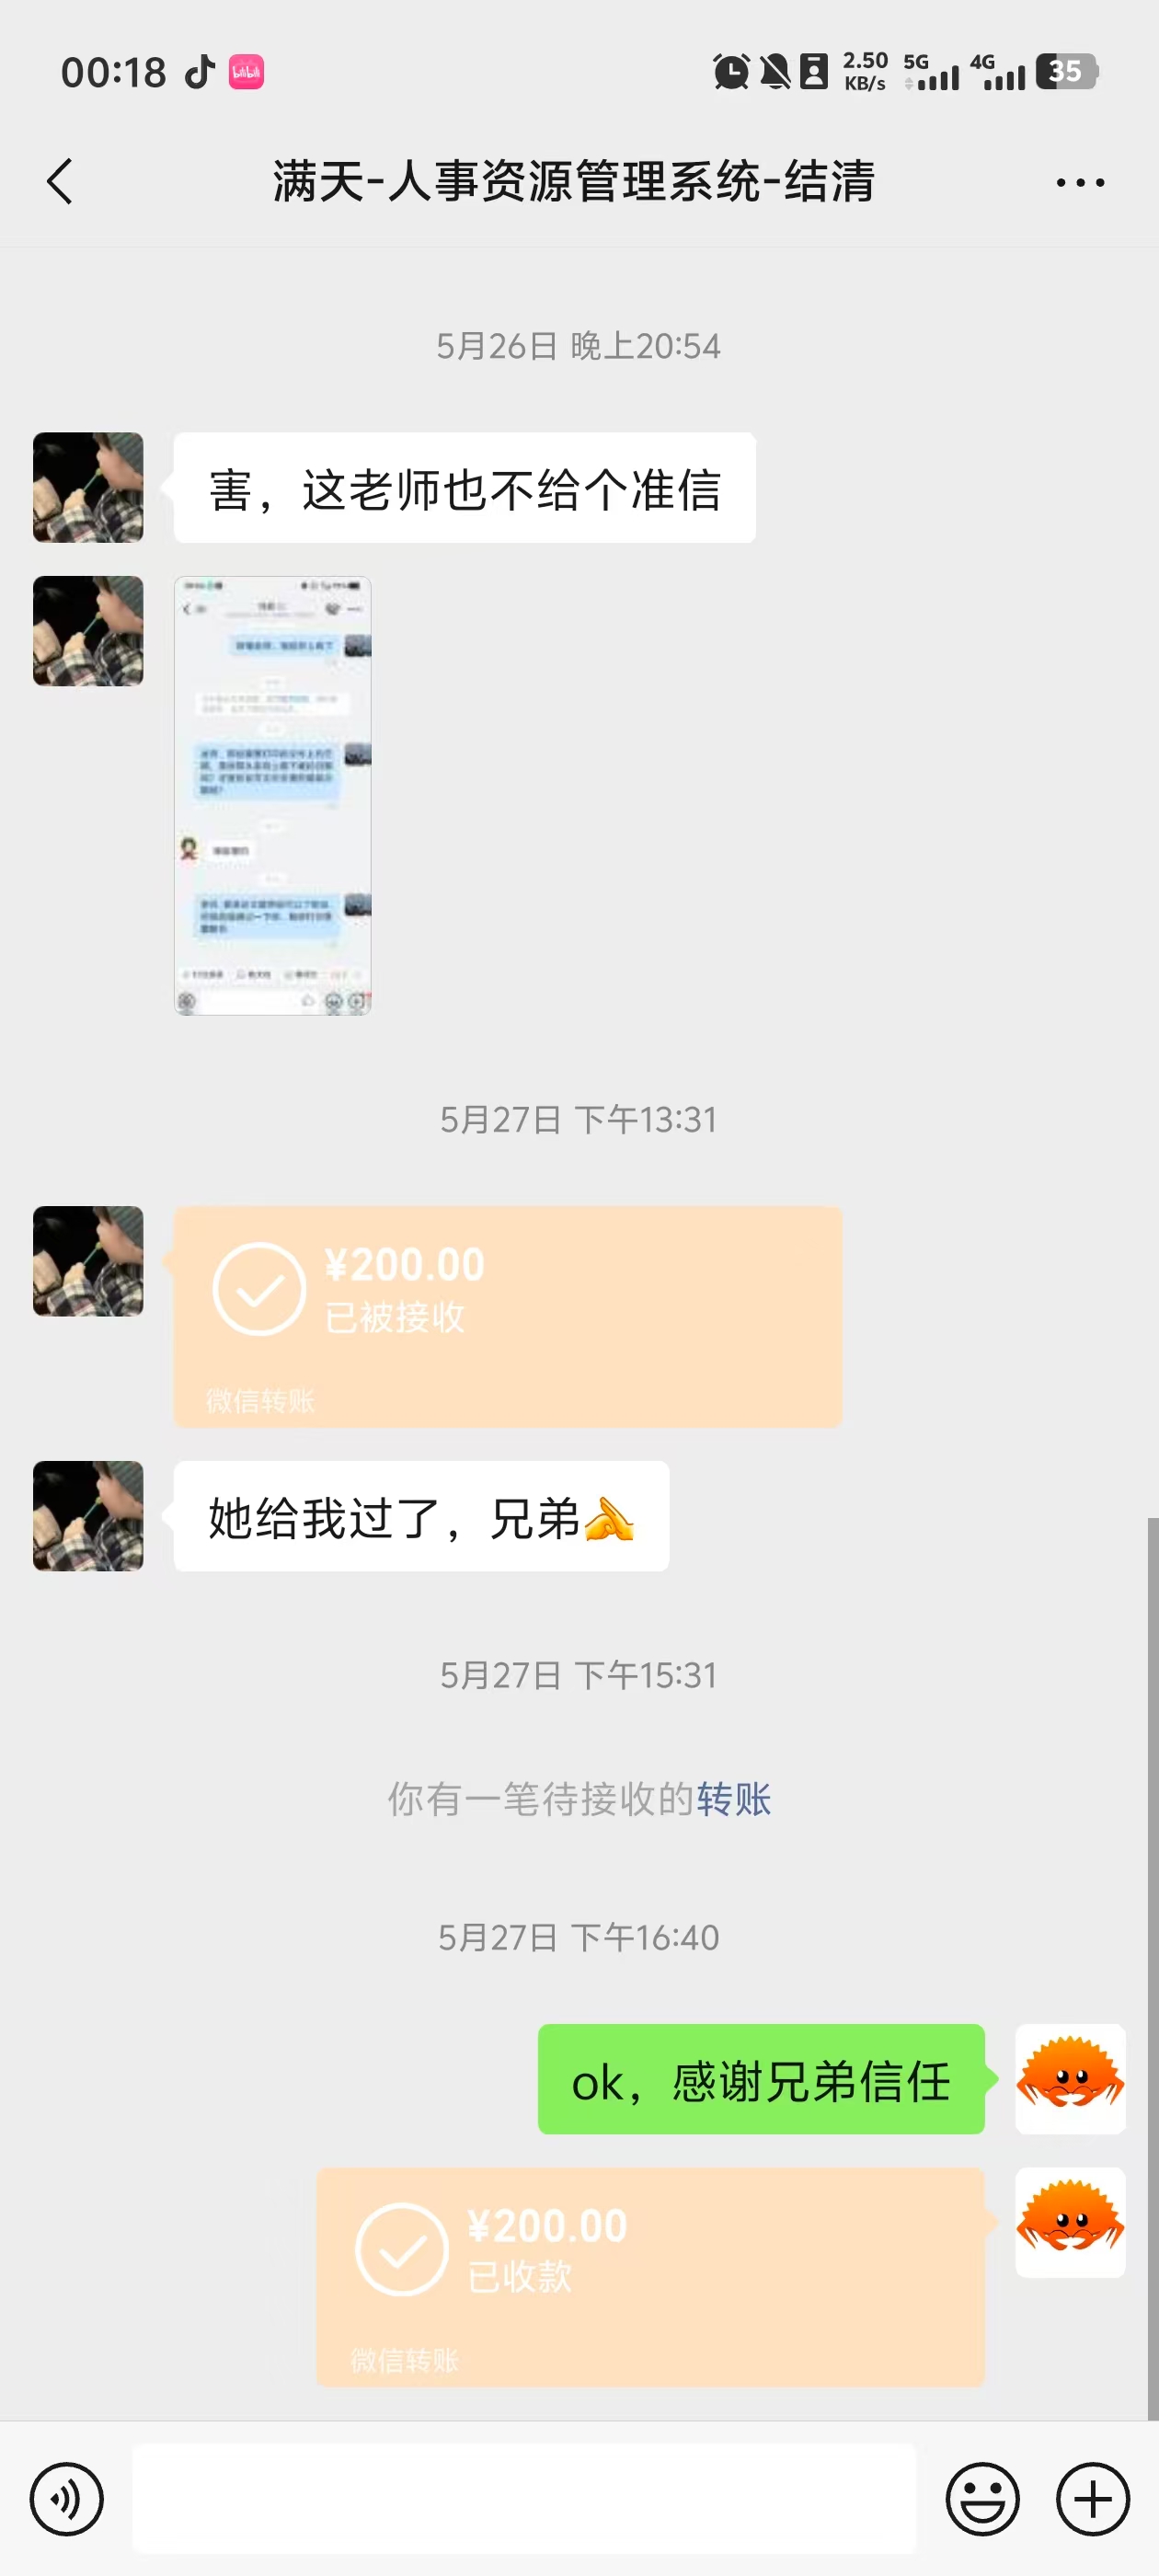 00:18
bilibili
2.50
KB/s
5G
4G
35
满天-人事资源管理系统-结清
5月26日 晚上20:54
害，这老师也不给个准信
5月27日 下午13:31
¥200.00
已被接收
微信转账
她给我过了，兄弟
5月27日 下午15:31
你有一笔待接收的转账
5月27日 下午16:40
ok，感谢兄弟信任
¥200.00
已收款
微信转账